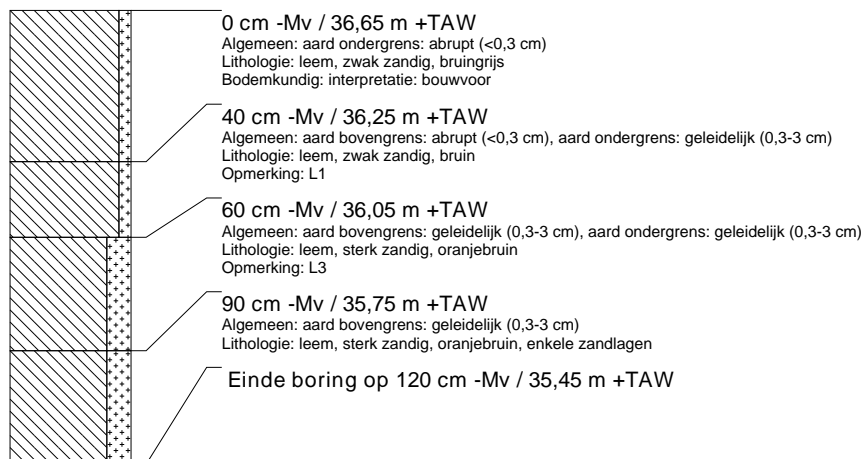 0 cm -Mv / 36,65 m +TAW
Algemeen: aard ondergrens: abrupt (<0,3 cm)
Lithologie: leem, zwak zandig, bruingrijs
Bodemkundig: interpretatie: bouwvoor
40 cm -Mv / 36,25 m +TAW
Algemeen: aard bovengrens: abrupt (<0,3 cm), aard ondergrens: geleidelijk (0,3-3 cm)
Lithologie: leem, zwak zandig, bruin
Opmerking: L1
60 cm -Mv / 36,05 m +TAW
Algemeen: aard bovengrens: geleidelijk (0,3-3 cm), aard ondergrens: geleidelijk (0,3-3 cm)
Lithologie: leem, sterk zandig, oranjebruin
Opmerking: L3
90 cm -Mv / 35,75 m +TAW
Algemeen: aard bovengrens: geleidelijk (0,3-3 cm)
Lithologie: leem, sterk zandig, oranjebruin, enkele zandlagen
Einde boring op 120 cm -Mv / 35,45 m +TAW